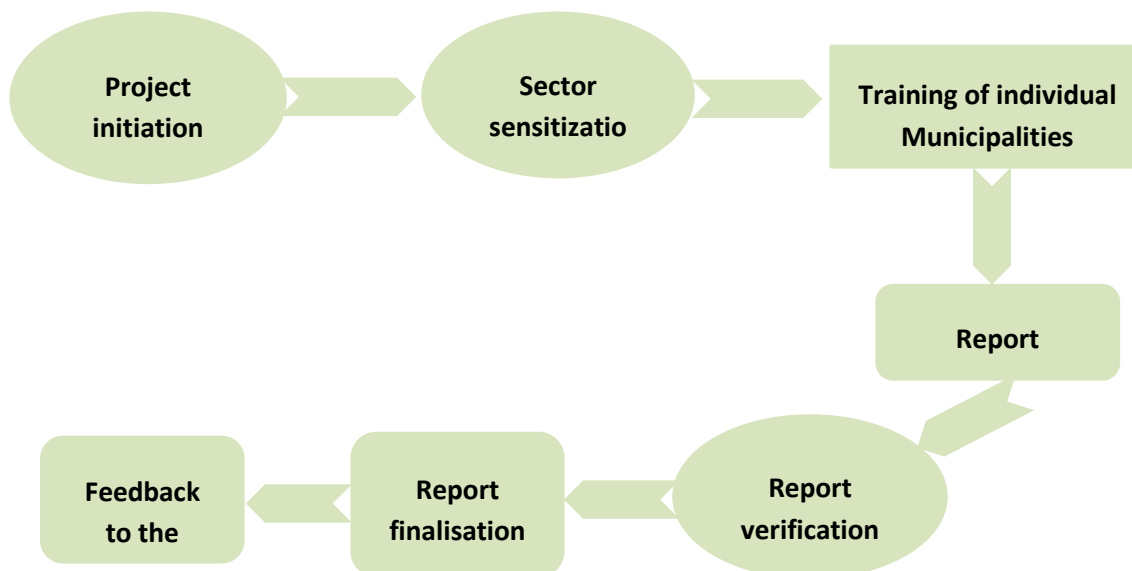 Project
initiation
Sector
sensitizatio
Training of individual
Municipalities
Report
Report
verification
Report
finalisation
Feedback
to the